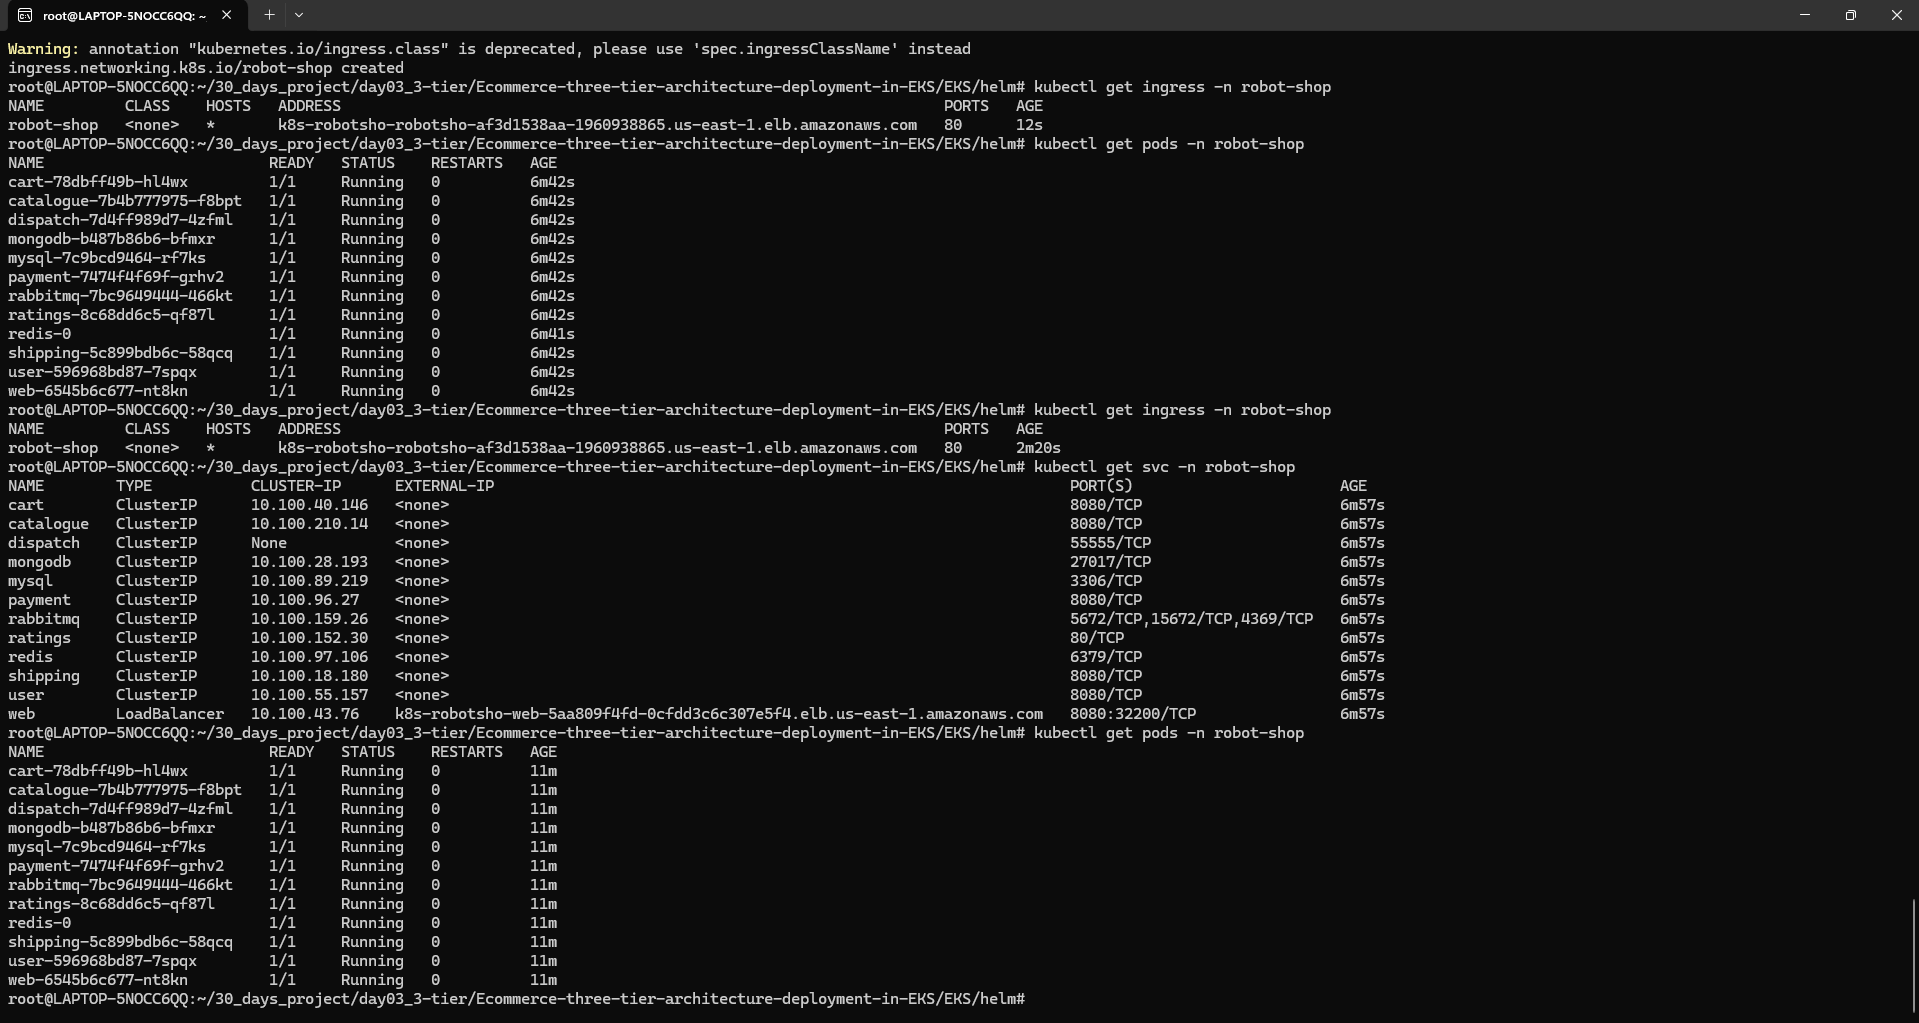 root@LAPTOP-5NOCC6QQ: ~
Warning: annotation "kubernetes.io/ingress.class" is deprecated, please use 'spec.ingressClassName' instead
ingress.networking.k8s.io/robot-shop created
root@LAPTOP-5NOCC6QQ:~/30_days_project/day03_3-tier/Ecommerce-three-tier-architecture-deployment-in-EKS/EKS/helm# kubectl get ingress -n robot-shop
NAME         CLASS    HOSTS   ADDRESS                                                                   PORTS   AGE
robot-shop   <none>   *       k8s-robotsho-robotsho-af3d1538aa-1960938865.us-east-1.elb.amazonaws.com   80      12s
root@LAPTOP-5NOCC6QQ:~/30_days_project/day03_3-tier/Ecommerce-three-tier-architecture-deployment-in-EKS/EKS/helm# kubectl get pods -n robot-shop
NAME                         READY   STATUS    RESTARTS   AGE
cart-78dbff49b-hl4wx         1/1     Running   0          6m42s
catalogue-7b4b777975-f8bpt   1/1     Running   0          6m42s
dispatch-7d4ff989d7-4zfml    1/1     Running   0          6m42s
mongodb-b487b86b6-bfmxr      1/1     Running   0          6m42s
mysql-7c9bcd9464-rf7ks       1/1     Running   0          6m42s
payment-7474f4f69f-grhv2     1/1     Running   0          6m42s
rabbitmq-7bc9649444-466kt    1/1     Running   0          6m42s
ratings-8c68dd6c5-qf87l      1/1     Running   0          6m42s
redis-0                      1/1     Running   0          6m41s
shipping-5c899bdb6c-58qcq    1/1     Running   0          6m42s
user-596968bd87-7spqx        1/1     Running   0          6m42s
web-6545b6c677-nt8kn         1/1     Running   0          6m42s
root@LAPTOP-5NOCC6QQ:~/30_days_project/day03_3-tier/Ecommerce-three-tier-architecture-deployment-in-EKS/EKS/helm# kubectl get ingress -n robot-shop
NAME         CLASS    HOSTS   ADDRESS                                                                   PORTS   AGE
robot-shop   <none>   *       k8s-robotsho-robotsho-af3d1538aa-1960938865.us-east-1.elb.amazonaws.com   80      2m20s
root@LAPTOP-5NOCC6QQ:~/30_days_project/day03_3-tier/Ecommerce-three-tier-architecture-deployment-in-EKS/EKS/helm# kubectl get svc -n robot-shop
NAME        TYPE           CLUSTER-IP      EXTERNAL-IP                                                                PORT(S)                       AGE
cart        ClusterIP      10.100.40.146   <none>                                                                     8080/TCP                      6m57s
catalogue   ClusterIP      10.100.210.14   <none>                                                                     8080/TCP                      6m57s
dispatch    ClusterIP      None            <none>                                                                     55555/TCP                     6m57s
mongodb     ClusterIP      10.100.28.193   <none>                                                                     27017/TCP                     6m57s
mysql       ClusterIP      10.100.89.219   <none>                                                                     3306/TCP                      6m57s
payment     ClusterIP      10.100.96.27    <none>                                                                     8080/TCP                      6m57s
rabbitmq    ClusterIP      10.100.159.26   <none>                                                                     5672/TCP,15672/TCP,4369/TCP   6m57s
ratings     ClusterIP      10.100.152.30   <none>                                                                     80/TCP                        6m57s
redis       ClusterIP      10.100.97.106   <none>                                                                     6379/TCP                      6m57s
shipping    ClusterIP      10.100.18.180   <none>                                                                     8080/TCP                      6m57s
user        ClusterIP      10.100.55.157   <none>                                                                     8080/TCP                      6m57s
web         LoadBalancer   10.100.43.76    k8s-robotsho-web-5aa809f4fd-0cfdd3c6c307e5f4.elb.us-east-1.amazonaws.com   8080:32200/TCP                6m57s
root@LAPTOP-5NOCC6QQ:~/30_days_project/day03_3-tier/Ecommerce-three-tier-architecture-deployment-in-EKS/EKS/helm# kubectl get pods -n robot-shop
NAME                         READY   STATUS    RESTARTS   AGE
cart-78dbff49b-hl4wx         1/1     Running   0          11m
catalogue-7b4b777975-f8bpt   1/1     Running   0          11m
dispatch-7d4ff989d7-4zfml    1/1     Running   0          11m
mongodb-b487b86b6-bfmxr      1/1     Running   0          11m
mysql-7c9bcd9464-rf7ks       1/1     Running   0          11m
payment-7474f4f69f-grhv2     1/1     Running   0          11m
rabbitmq-7bc9649444-466kt    1/1     Running   0          11m
ratings-8c68dd6c5-qf87l      1/1     Running   0          11m
redis-0                      1/1     Running   0          11m
shipping-5c899bdb6c-58qcq    1/1     Running   0          11m
user-596968bd87-7spqx        1/1     Running   0          11m
web-6545b6c677-nt8kn         1/1     Running   0          11m
root@LAPTOP-5NOCC6QQ:~/30_days_project/day03_3-tier/Ecommerce-three-tier-architecture-deployment-in-EKS/EKS/helm#